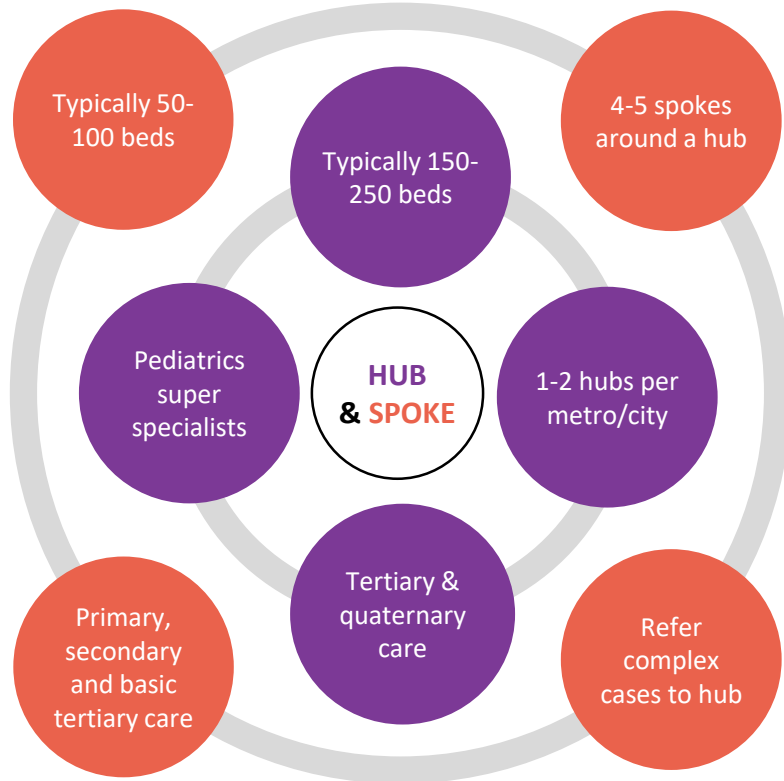 Typically 50-
100 beds
4-5 spokes
around a hub
Typically 150-
250 beds
Pediatrics
super
specialists
HUB
& SPOKE
1-2 hubs per
metro/city
Tertiary &
quaternary
care
Primary,
secondary
and basic
tertiary care
Refer
complex
cases to hub